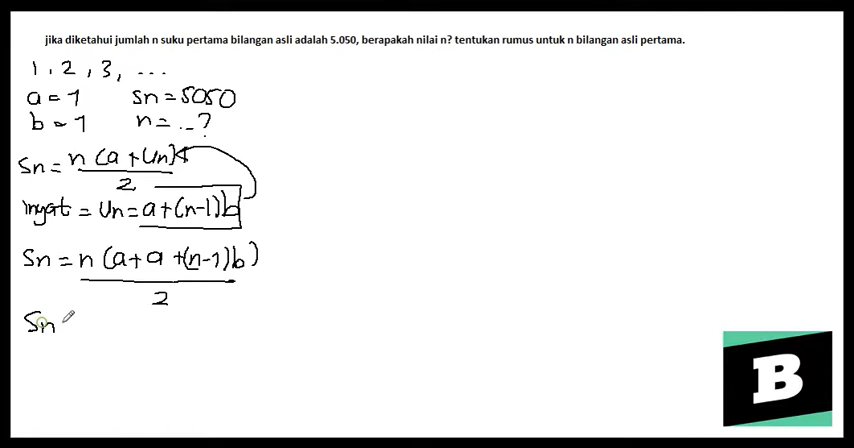 jika diketahui jumlah n suku pertama bilangan asli adalah 5.050, berapakah nilai n? tentukan rumus untuk n bilangan asli pertama.
1, 2, 3, ...
a = 1 Sn = 5050
b = 1 n = ...?
Sn = n (a + Un)
2
ingat = Un = a + (n-1)b
Sn = n (a + a + (n-1)b)
2
Sn
B